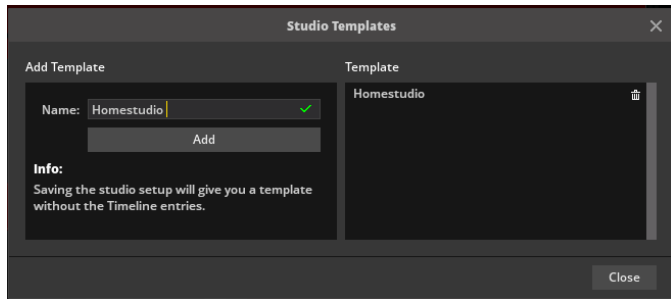 Studio Templates
Add Template
Name: Homestudio
Add
Info:
Saving the studio setup will give you a template
without the Timeline entries.
Template
Homestudio
Close